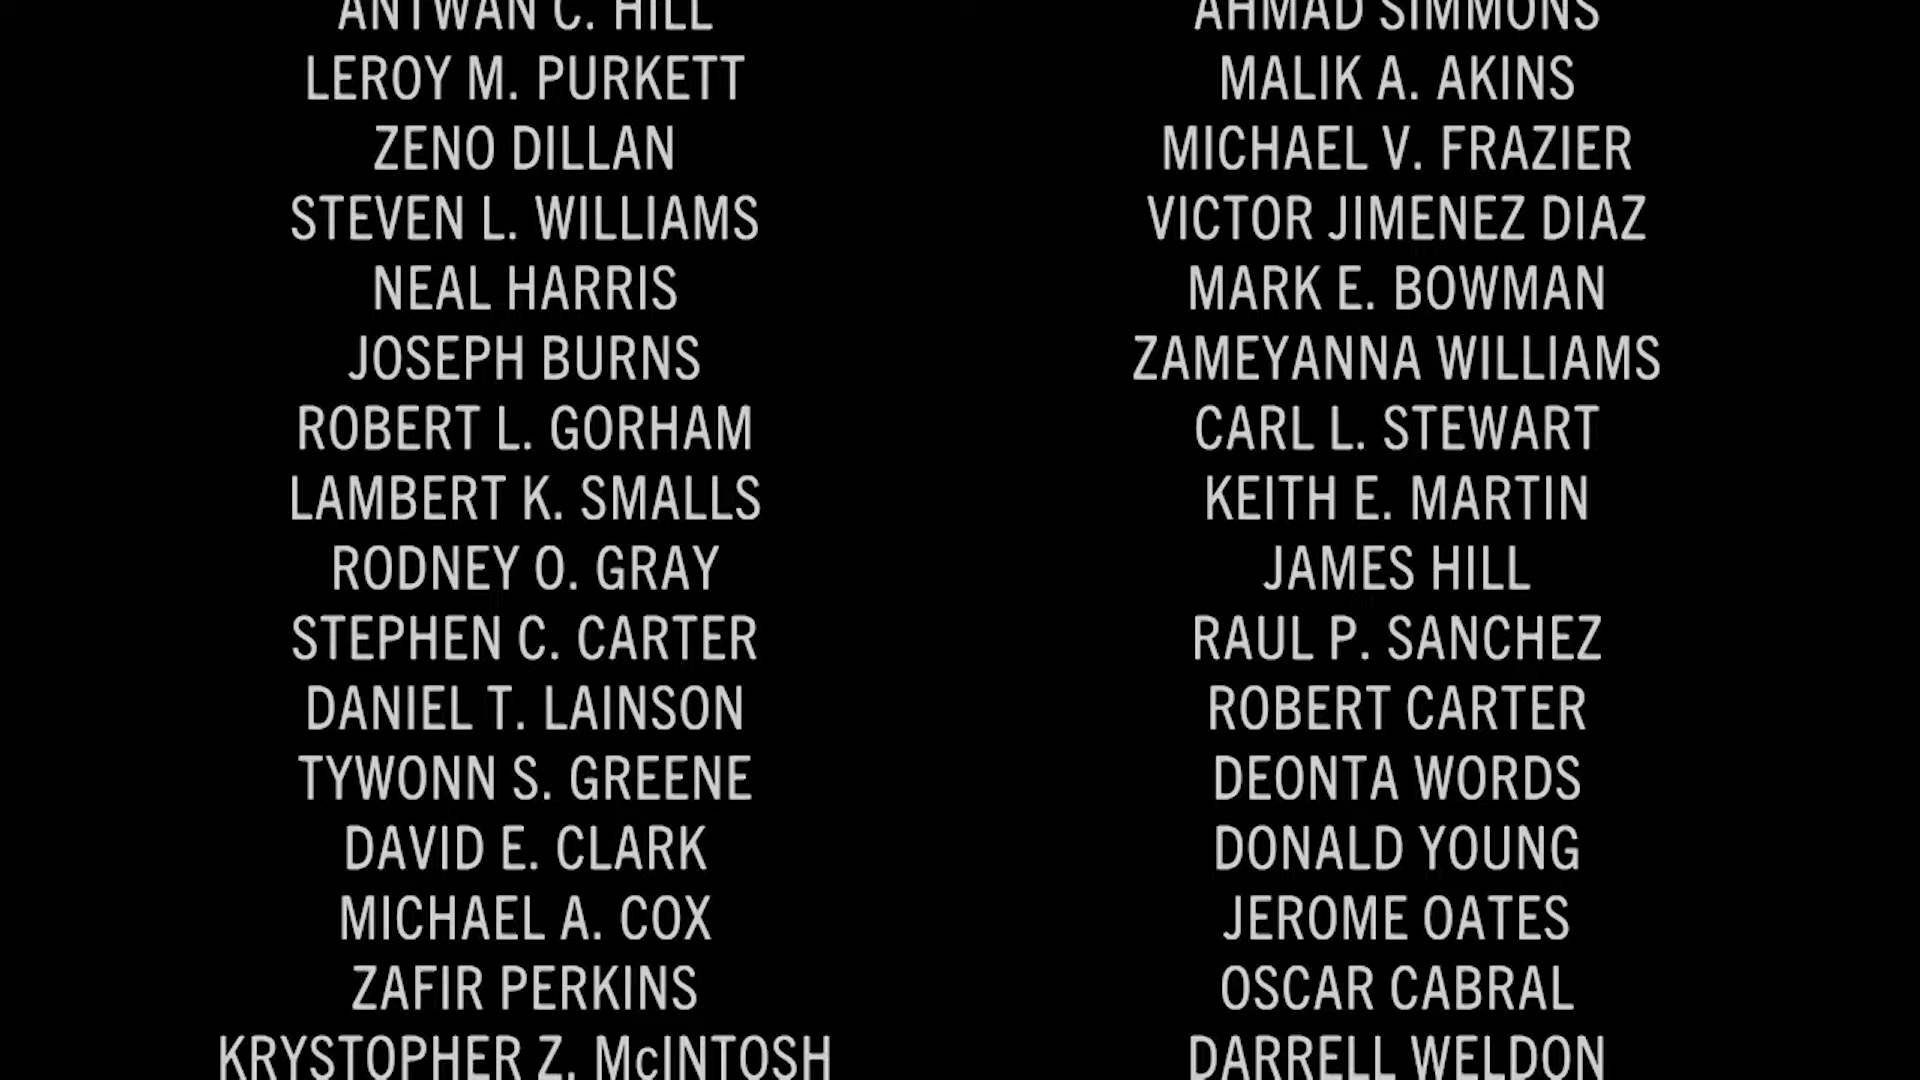 ANTWAN C. HILL
LEROY M. PURKETT
ZENO DILLAN
STEVEN L. WILLIAMS
NEAL HARRIS
JOSEPH BURNS
ROBERT L. GORHAM
LAMBERT K. SMALLS
RODNEY O. GRAY
STEPHEN C. CARTER
DANIEL T. LAINSON
TYWONN S. GREENE
DAVID E. CLARK
MICHAEL A. COX
ZAFIR PERKINS
KRYSTOPHER Z. McINTOSH
AHMAD SIMMONS
MALIK A. AKINS
MICHAEL V. FRAZIER
VICTOR JIMENEZ DIAZ
MARK E. BOWMAN
ZAMEYANNA WILLIAMS
CARL L. STEWART
KEITH E. MARTIN
JAMES HILL
RAUL P. SANCHEZ
ROBERT CARTER
DEONTA WORDS
DONALD YOUNG
JEROME OATES
OSCAR CABRAL
DARRELL WELDON